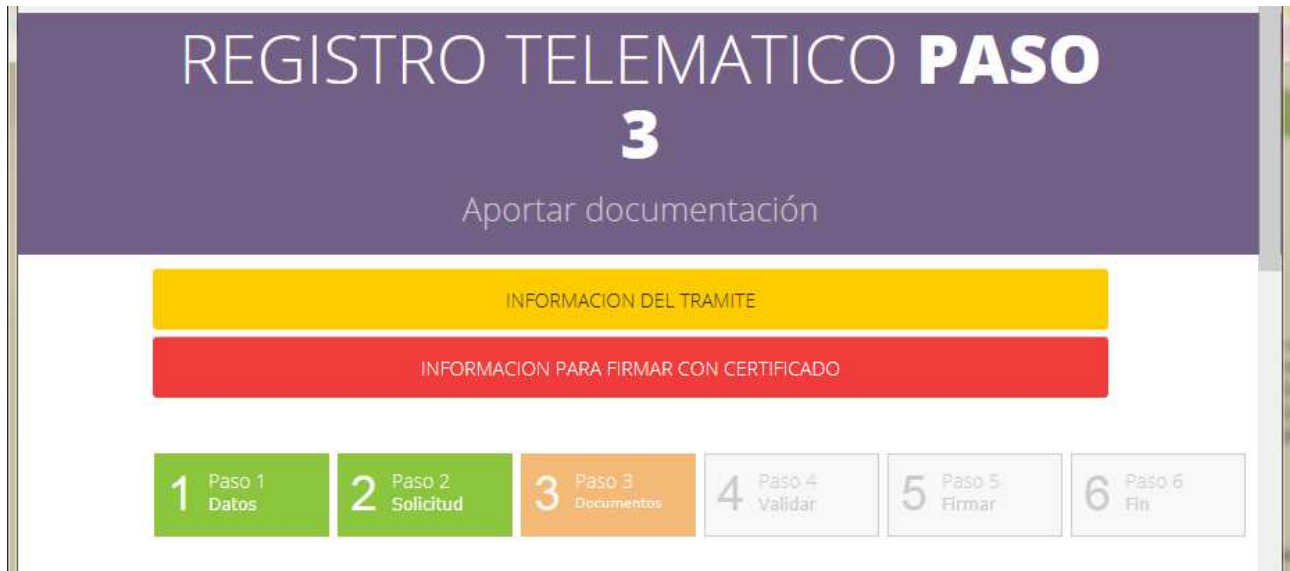 REGISTRO TELEMATICO PASO
3
Aportar documentación
INFORMACION DEL TRAMITE
INFORMACION PARA FIRMAR CON CERTIFICADO
1 Paso 1
Datos
2 Paso 2
Solicitud
3 Paso 3
Documentos
4 Paso 4
Validar
5 Paso 5
Firmar
6 Paso 6
Fin